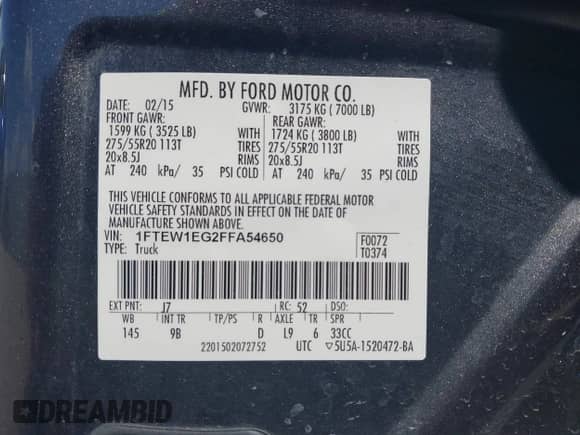 MFD. BY FORD MOTOR CO.
DATE: 02/15 GVWR: 3175 KG ( 7000 LB)
FRONT GAWR: REAR GAWR:
1599 KG ( 3525 LB) WITH 1724 KG ( 3800 LB) WITH
275/55R20 113T TIRES 275/55R20 113T TIRES
20x8.5J RIMS 20x8.5J RIMS
AT 240 kPa/ 35 PSI COLD AT 240 kPa/ 35 PSI COLD
THIS VEHICLE CONFORMS TO ALL APPLICABLE FEDERAL MOTOR
VEHICLE SAFETY STANDARDS IN EFFECT ON THE DATE OF
MANUFACTURE SHOWN ABOVE.
VIN: 1FTEW1EG2FFA54650 F0072
TYPE: Truck T0374
EXT PNT: J7 RC: 52 DSO:
WB INT TR TP/PS R AXLE TR SPR
145 9B D L9 6 33CC
2201502072752 UTC ▽5U5A-1520472-BA
DREAMBID